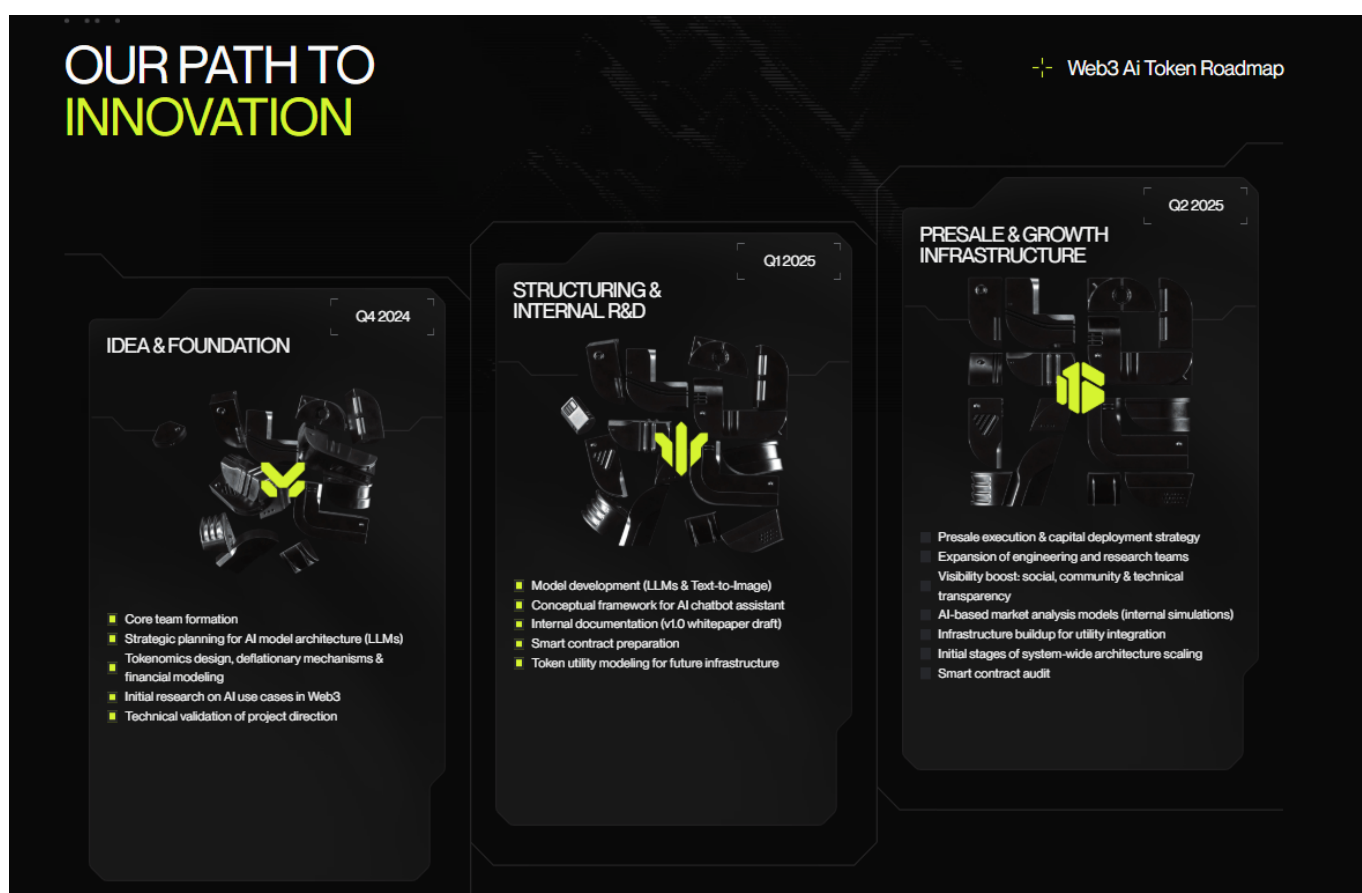 OUR PATH TO
INNOVATION
Web3 Ai Token Roadmap
Q4 2024
IDEA & FOUNDATION
Core team formation
Strategic planning for AI model architecture (LLMs)
Tokenomics design, deflationary mechanisms &
financial modeling
Initial research on AI use cases in Web3
Technical validation of project direction
Q1 2025
STRUCTURING &
INTERNAL R&D
Model development (LLMs & Text-to-Image)
Conceptual framework for AI chatbot assistant
Internal documentation (v1.0 whitepaper draft)
Smart contract preparation
Token utility modeling for future infrastructure
Q2 2025
PRESALE & GROWTH
INFRASTRUCTURE
Presale execution & capital deployment strategy
Expansion of engineering and research teams
Visibility boost: social, community & technical
transparency
AI-based market analysis models (internal simulations)
Infrastructure buildup for utility integration
Initial stages of system-wide architecture scaling
Smart contract audit